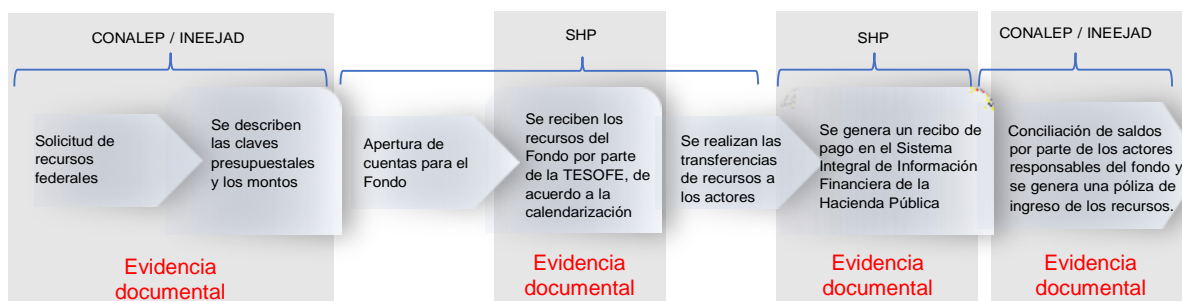 CONALEP / INEEJAD
SHP
SHP
CONALEP / INEEJAD
Solicitud de
recursos
federales
Se describen
las claves
presupuestales
y los montos
Apertura de
cuentas para el
Fondo
Se reciben los
recursos del
Fondo por parte
de la TESOFE, de
acuerdo a la
calendarización
Se realizan las
transferencias
de recursos a
los actores
Se genera un recibo de
pago en el Sistema
Integral de Información
Financiera de la
Hacienda Pública
Conciliación de saldos
por parte de los actores
responsables del fondo y
se genera una póliza de
ingreso de los recursos.
Evidencia
documental
Evidencia
documental
Evidencia
documental
Evidencia
documental